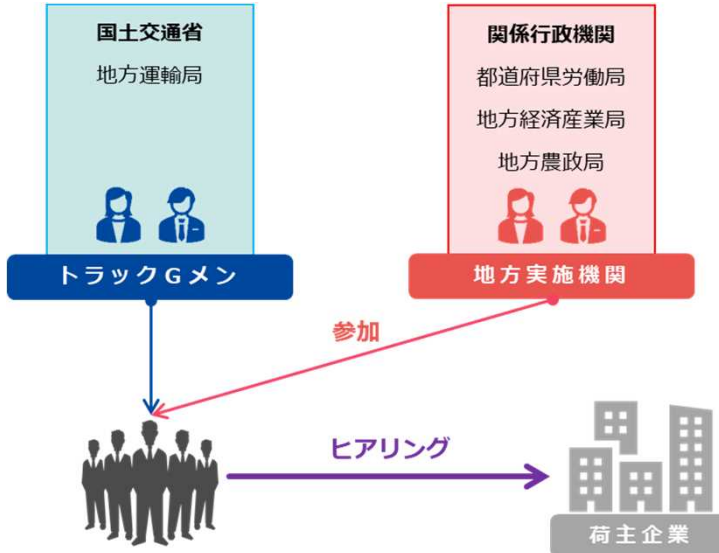 国土交通省
地方運輸局
関係行政機関
都道府県労働局
地方経済産業局
地方農政局
トラックGメン
地方実施機関
参加
ヒアリング
荷主企業